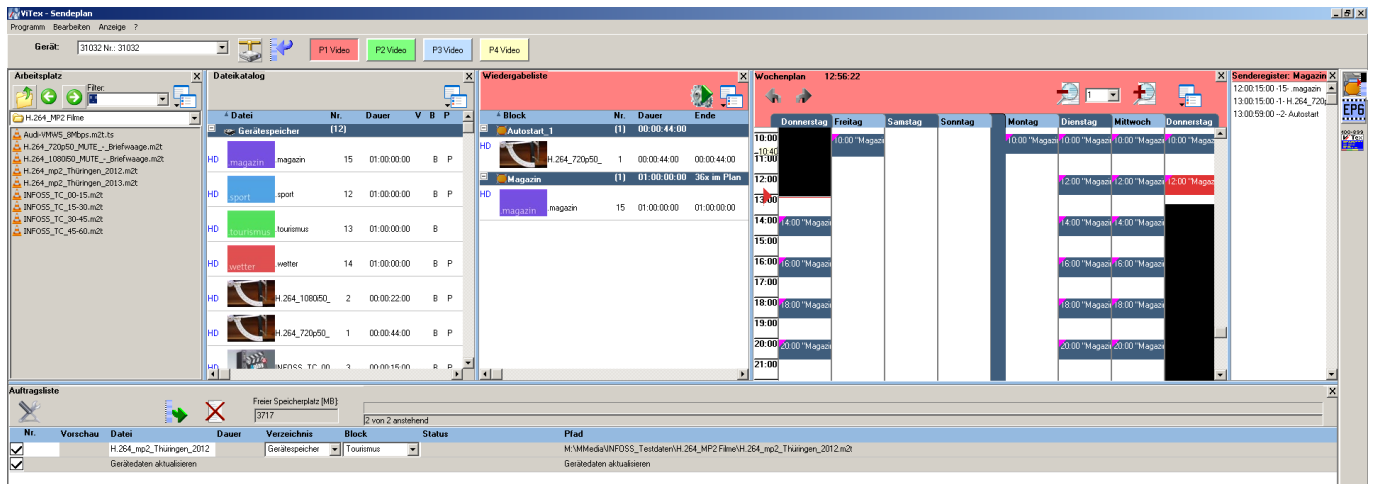 ViTex - Sendeplan
Programm Bearbeiten Anzeige ?
Gerät: 31032 Nr.: 31032 P1 Video P2 Video P3 Video P4 Video
Arbeitplatz
Filter:
H.264_MP2 Filme
Audi-VMW5_8Mbps.m2t.ts
H.264_720p50_MUTE_-_Briefwaage.m2t
H.264_1080i50_MUTE_-_Briefwaage.m2t
H.264_mp2_Thüringen_2012.m2t
H.264_mp2_Thüringen_2013.m2t
INFOSS_TC_00-15.m2t
INFOSS_TC_15-30.m2t
INFOSS_TC_30-45.m2t
INFOSS_TC_45-60.m2t
Dateikatalog
Datei Nr. Dauer V B P
Gerätespeicher (12)
HD .magazin .magazin 15 01:00:00:00 B P
HD .sport .sport 12 01:00:00:00 B P
HD .tourismus .tourismus 13 01:00:00:00 B
HD .wetter .wetter 14 01:00:00:00 B P
HD H.264_1080i50_ 2 00:00:22:00 B P
HD H.264_720p50_ 1 00:00:44:00 B P
HD INFOSS_TC_00 3 00:00:15:00 B P
Wiedergabeliste
Block Nr. Dauer Ende
Autostart_1 (1) 00:00:44:00
HD H.264_720p50_ 1 00:00:44:00 00:00:44:00
Magazin (1) 01:00:00:00 36x im Plan
HD .magazin .magazin 15 01:00:00:00 01:00:00:00
Wochenplan 12:56:22
1
Donnerstag Freitag Samstag Sonntag Montag Dienstag Mittwoch Donnerstag
10:00 10:00 "Magazi 10:00 "Magazi 10:00 "Magazi 10:00 "Magazi 10:00 "Magazi
10:40
11:00
12:00 12:00 "Magazi 12:00 "Magazi 12:00 "Magaz
13:00
14:00 14:00 "Magazi 14:00 "Magazi 14:00 "Magazi
15:00
16:00 16:00 "Magazi 16:00 "Magazi 16:00 "Magazi
17:00
18:00 18:00 "Magazi 18:00 "Magazi 18:00 "Magazi
19:00
20:00 20:00 "Magazi 20:00 "Magazi 20:00 "Magazi
21:00
Senderegister: Magazin
12:00:15:00 -15- .magazin
13:00:15:00 -1- H.264_720p
13:00:59:00 --2- Autostart
EPG
Auftragsliste
Freier Speicherplatz [MB]:
3717
2 von 2 anstehend
Nr. Vorschau Datei Dauer Verzeichnis Block Status Pfad
H.264_mp2_Thüringen_2012 Gerätespeicher Tourismus M:\MMedia\INFOSS_Testdaten\H.264_MP2 Filme\H.264_mp2_Thüringen_2012.m2t
Gerätedaten aktualisieren Gerätedaten aktualisieren